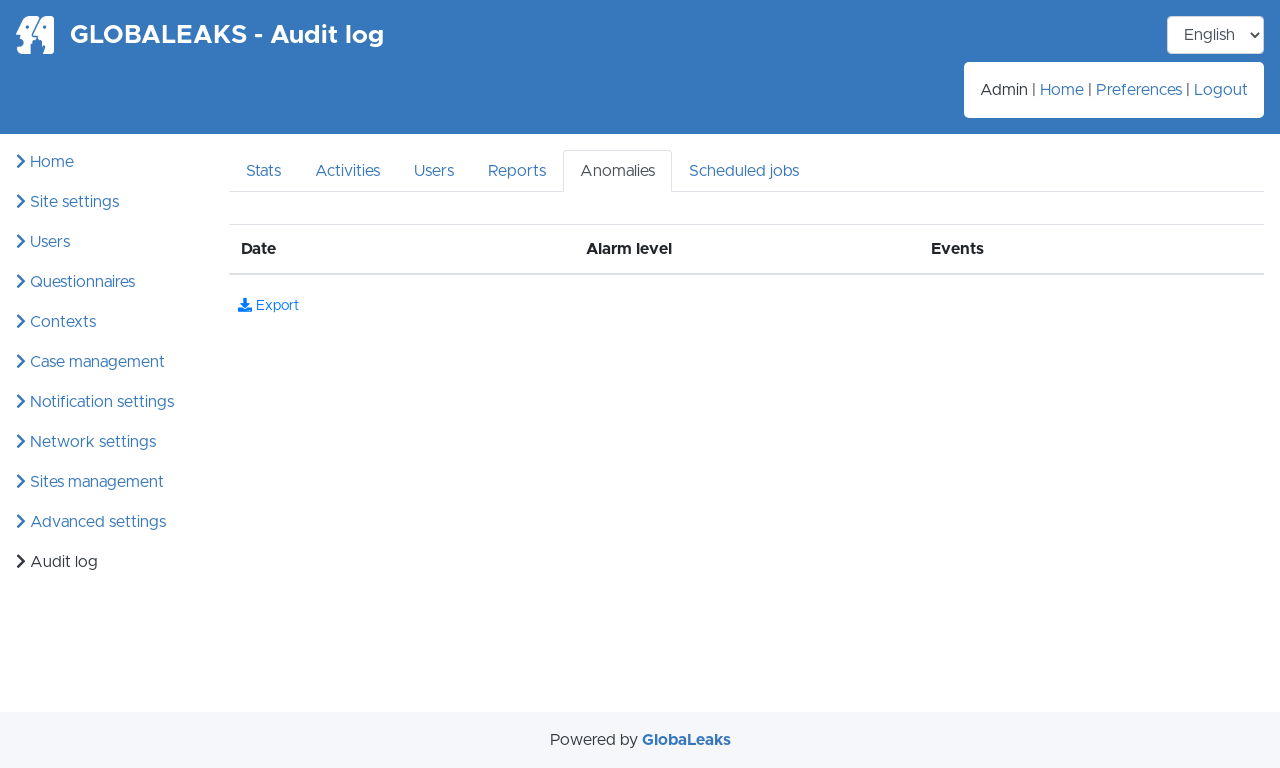 GLOBALEAKS - Audit log
English
Admin | Home | Preferences | Logout
Home
Site settings
Users
Questionnaires
Contexts
Case management
Notification settings
Network settings
Sites management
Advanced settings
Audit log
Stats Activities Users Reports Anomalies Scheduled jobs
Date Alarm level Events
Export
Powered by GlobaLeaks